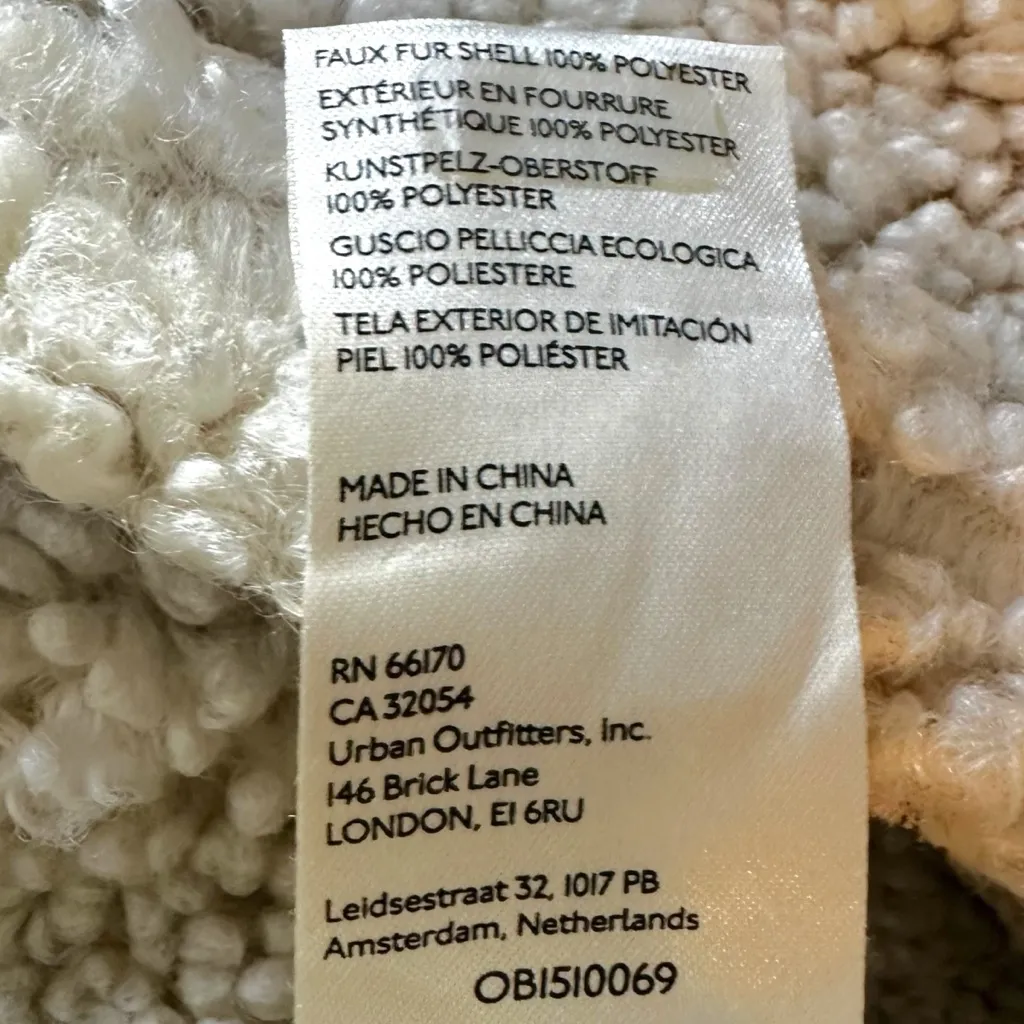 FAUX FUR SHELL 100% POLYESTER
EXTÉRIEUR EN FOURRURE
SYNTHÉTIQUE 100% POLYESTER
KUNSTPELZ-OBERSTOFF
100% POLYESTER
GUSCIO PELLICCIA ECOLOGICA
100% POLIESTERE
TELA EXTERIOR DE IMITACIÓN
PIEL 100% POLIÉSTER
MADE IN CHINA
HECHO EN CHINA
RN 66170
CA 32054
Urban Outfitters, Inc.
146 Brick Lane
LONDON, E1 6RU
Leidsestraat 32, 1017 PB
Amsterdam, Netherlands
OB1510069